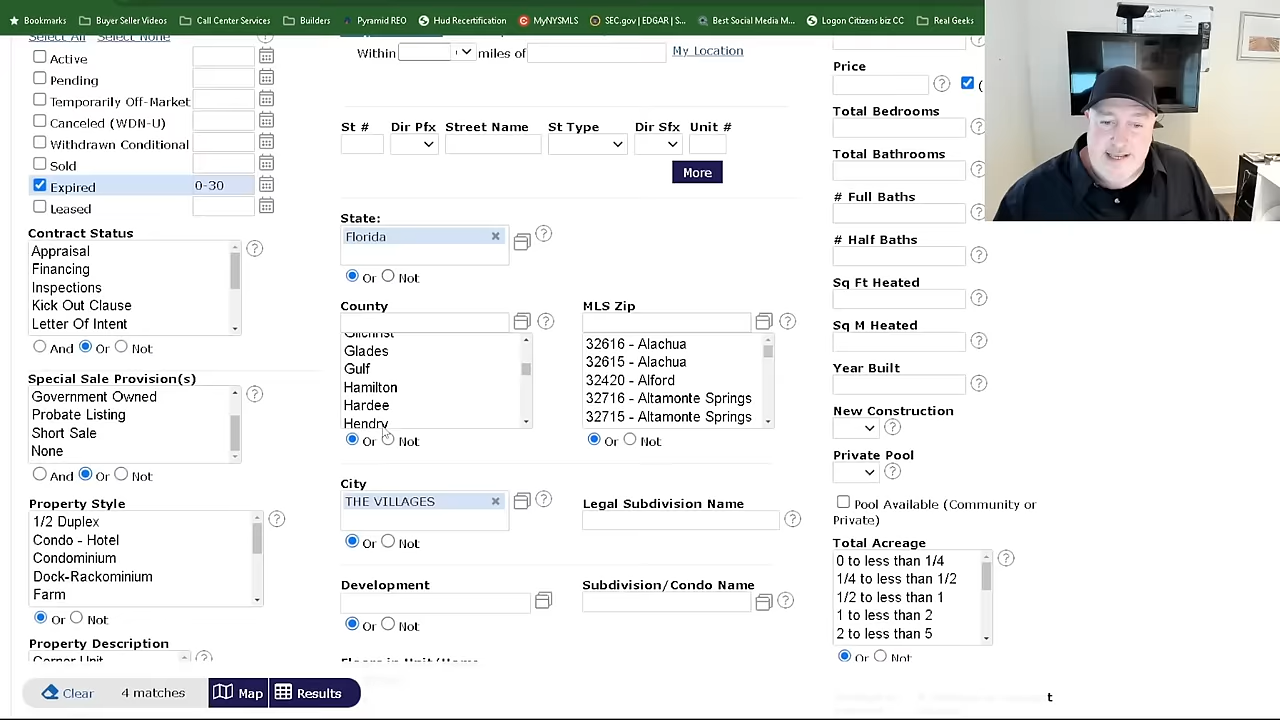 Bookmarks
Buyer Seller Videos
Call Center Services
Builders
Pyramid REO
Hud Recertification
MyNYSMLS
SEC.gov | EDGAR | S...
Best Social Media M...
Logon Citizens by CC
Real Geeks
Select All Select None
Active
Pending
Temporarily Off-Market
Canceled (WDN-U)
Withdrawn Conditional
Sold
Expired 0-30
Leased
Contract Status
Appraisal
Financing
Inspections
Kick Out Clause
Letter Of Intent
And Or Not
Special Sale Provision(s)
Government Owned
Probate Listing
Short Sale
None
And Or Not
Property Style
1/2 Duplex
Condo - Hotel
Condominium
Dock-Rackominium
Farm
Or Not
Property Description
Corner Unit
Within miles of My Location
St # Dir Pfx Street Name St Type Dir Sfx Unit #
More
State:
Florida
Or Not
County
Gilchrist
Glades
Gulf
Hamilton
Hardee
Hendry
Or Not
MLS Zip
32616 - Alachua
32615 - Alachua
32420 - Alford
32716 - Altamonte Springs
32715 - Altamonte Springs
Or Not
City
THE VILLAGES
Or Not
Legal Subdivision Name
Development
Or Not
Subdivision/Condo Name
Floors in Unit/Home
Price
(
Total Bedrooms
Total Bathrooms
# Full Baths
# Half Baths
Sq Ft Heated
Sq M Heated
Year Built
New Construction
Private Pool
Pool Available (Community or
Private)
Total Acreage
0 to less than 1/4
1/4 to less than 1/2
1/2 to less than 1
1 to less than 2
2 to less than 5
Or Not
t
Clear 4 matches Map Results